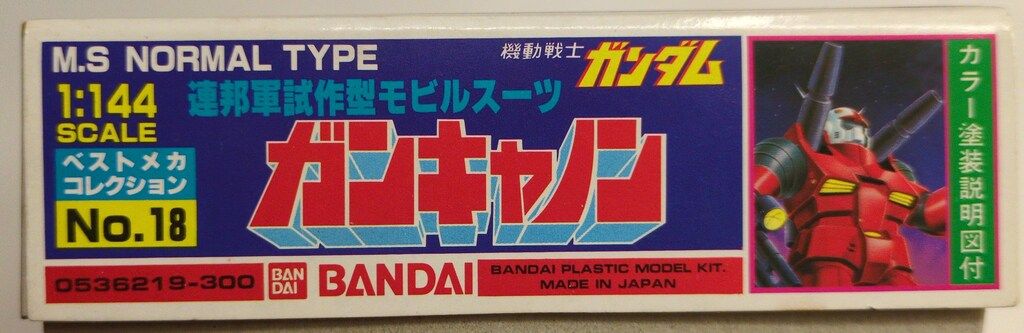 M.S NORMAL TYPE
機動戦士
ガンダム
1:144
SCALE
連邦軍試作型モビルスーツ
ガンキャノン
ベストメカ
コレクション
No.18
カラー塗装説明図付
0536219-300
BAN
DAI
BANDAI
BANDAI PLASTIC MODEL KIT.
MADE IN JAPAN